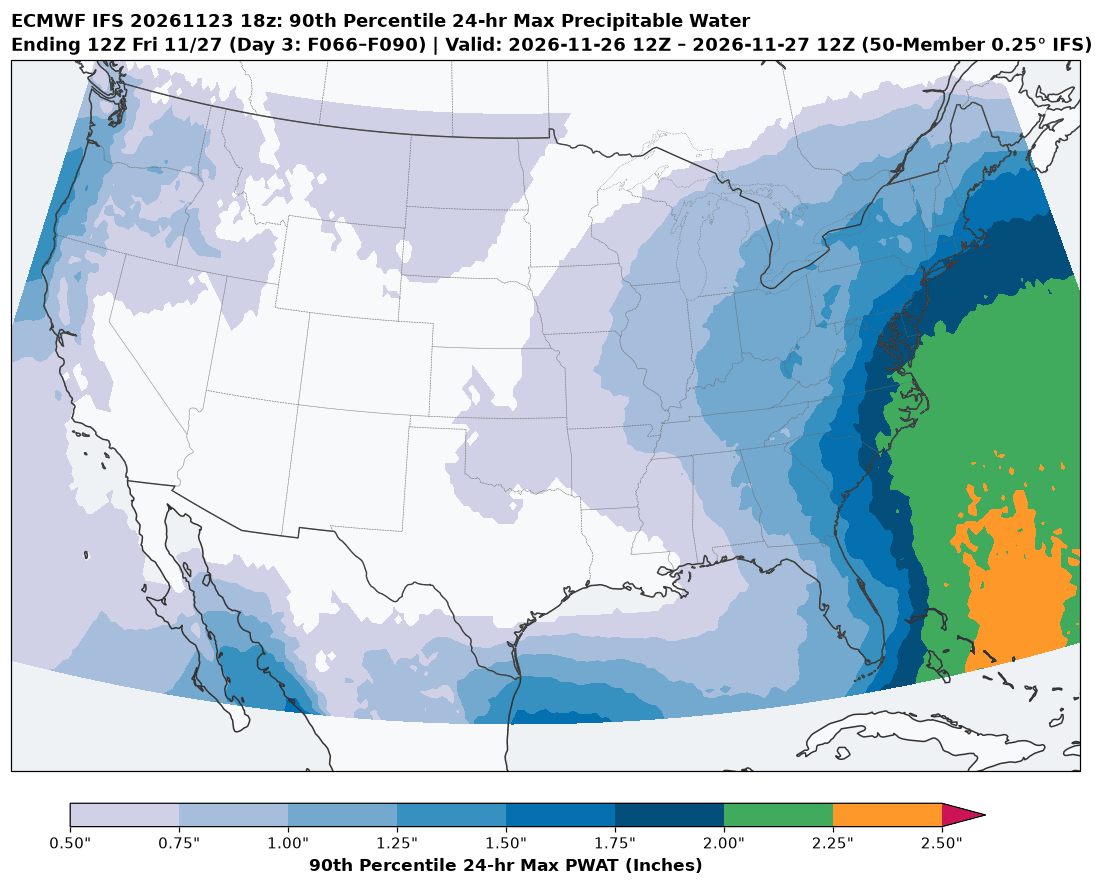 ECMWF IFS 20261123 18z: 90th Percentile 24-hr Max Precipitable Water
Ending 12Z Fri 11/27 (Day 3: F066–F090) | Valid: 2026-11-26 12Z – 2026-11-27 12Z (50-Member 0.25° IFS)
0.50" 0.75" 1.00" 1.25" 1.50" 1.75" 2.00" 2.25" 2.50"
90th Percentile 24-hr Max PWAT (Inches)